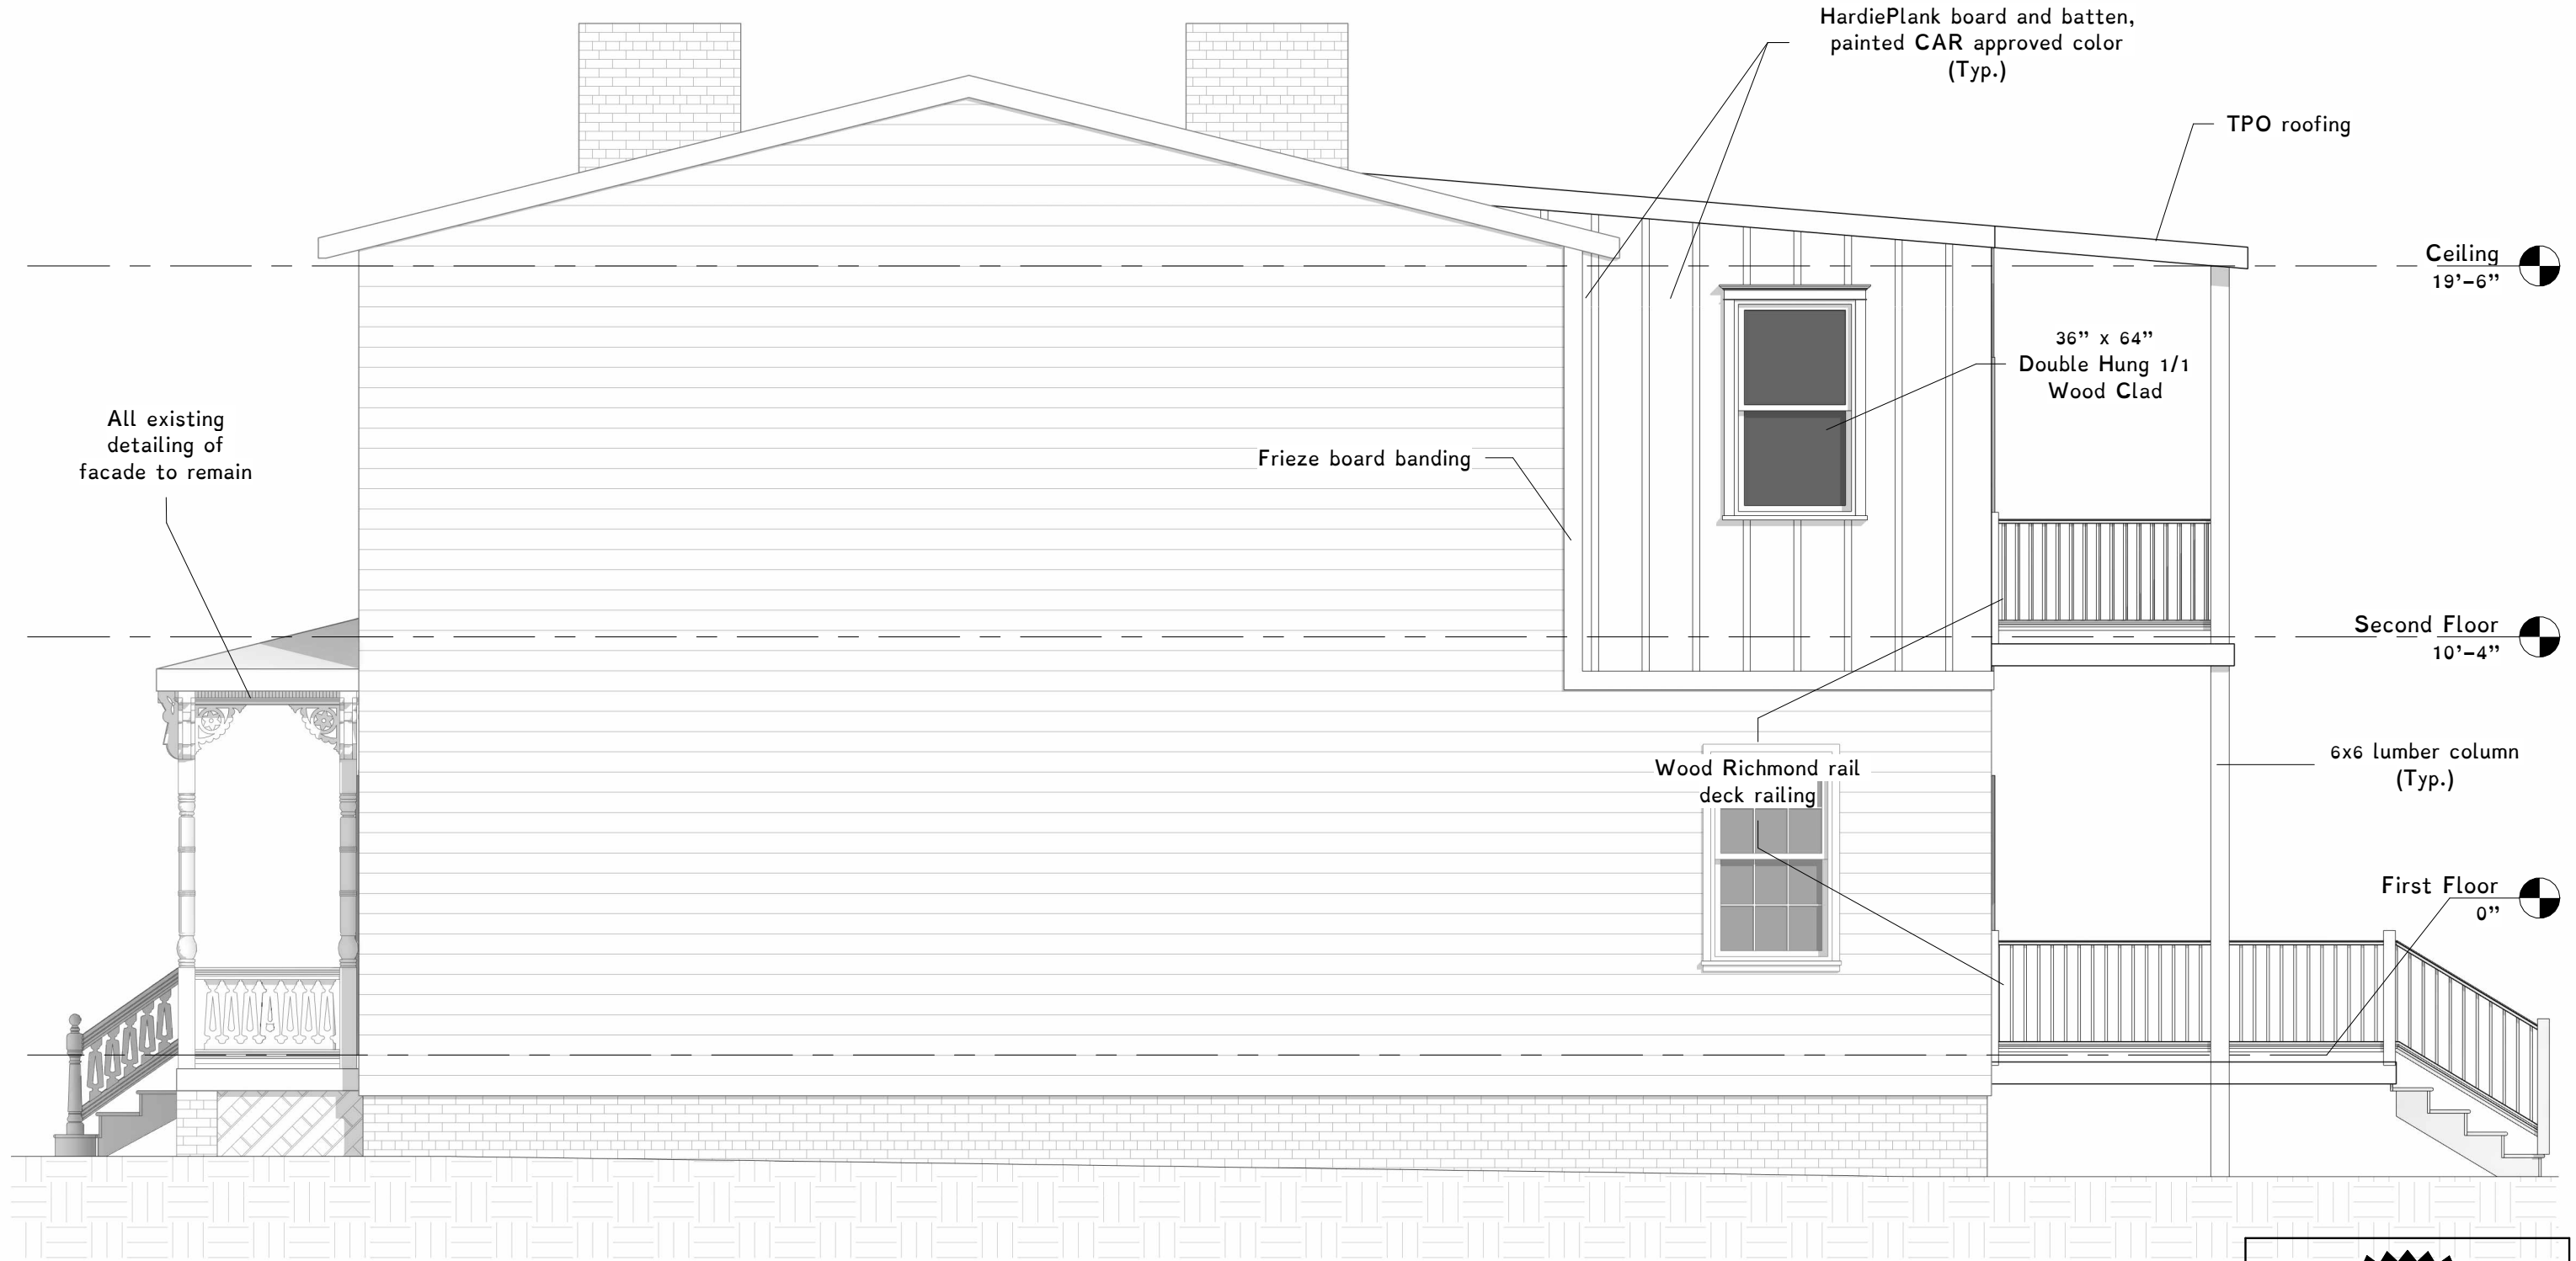 HardiePlank board and batten,
painted CAR approved color
(Typ.)
TPO roofing
Ceiling
19’–6”
36” x 64”
Double Hung 1/1
Wood Clad
All existing
detailing of
facade to remain
Frieze board banding
Second Floor
10’–4”
Wood Richmond rail
deck railing
6x6 lumber column
(Typ.)
First Floor
0”